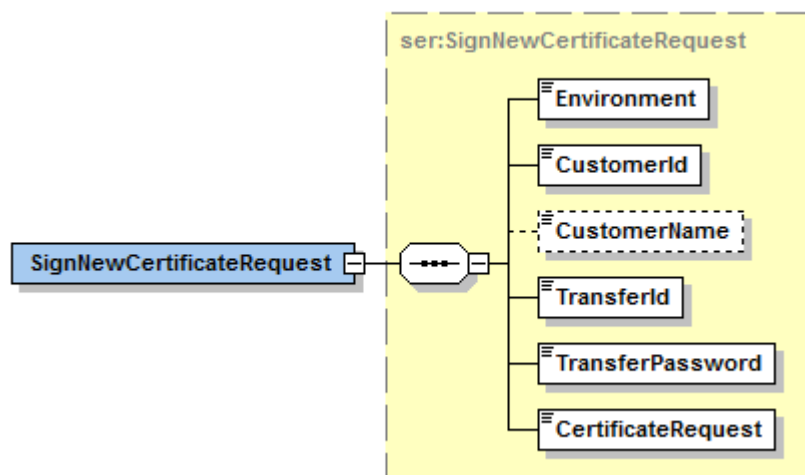 ser:SignNewCertificateRequest
Environment
CustomerId
CustomerName
SignNewCertificateRequest
TransferId
TransferPassword
CertificateRequest